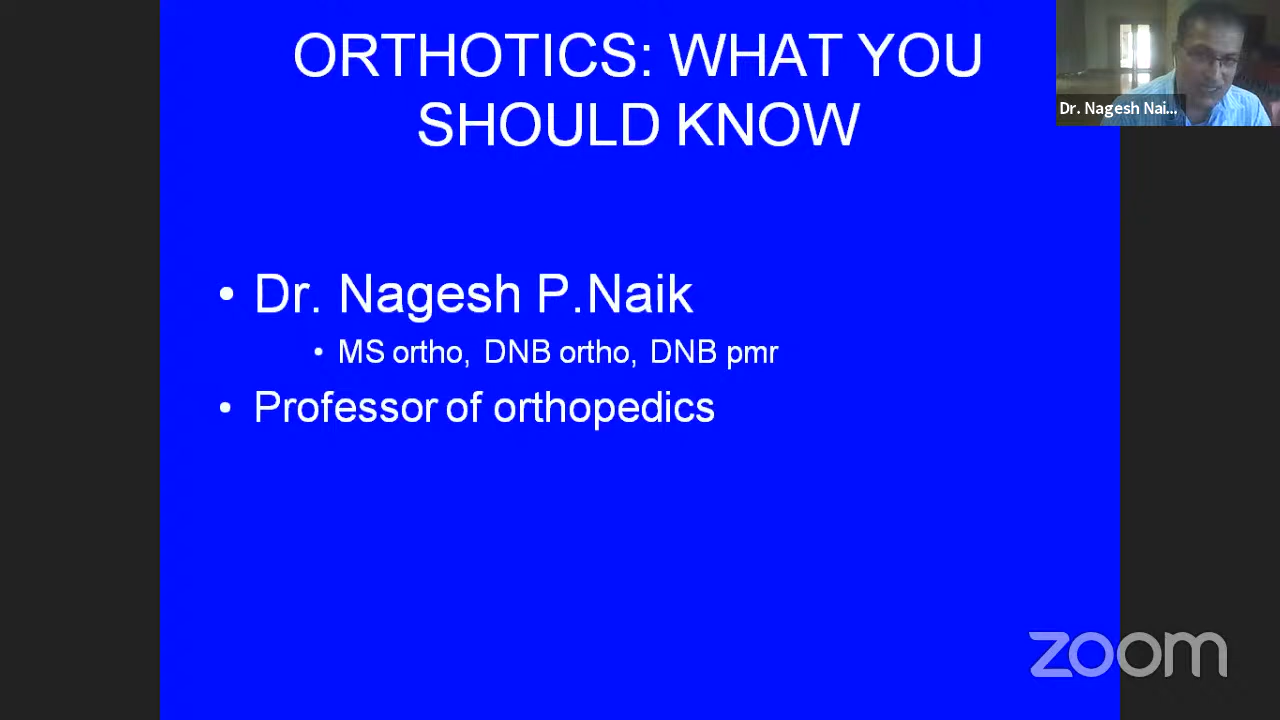 ORTHOTICS: WHAT YOU
SHOULD KNOW
Dr. Nagesh Nai...
• Dr. Nagesh P.Naik
• MS ortho, DNB ortho, DNB pmr
• Professor of orthopedics
zoom